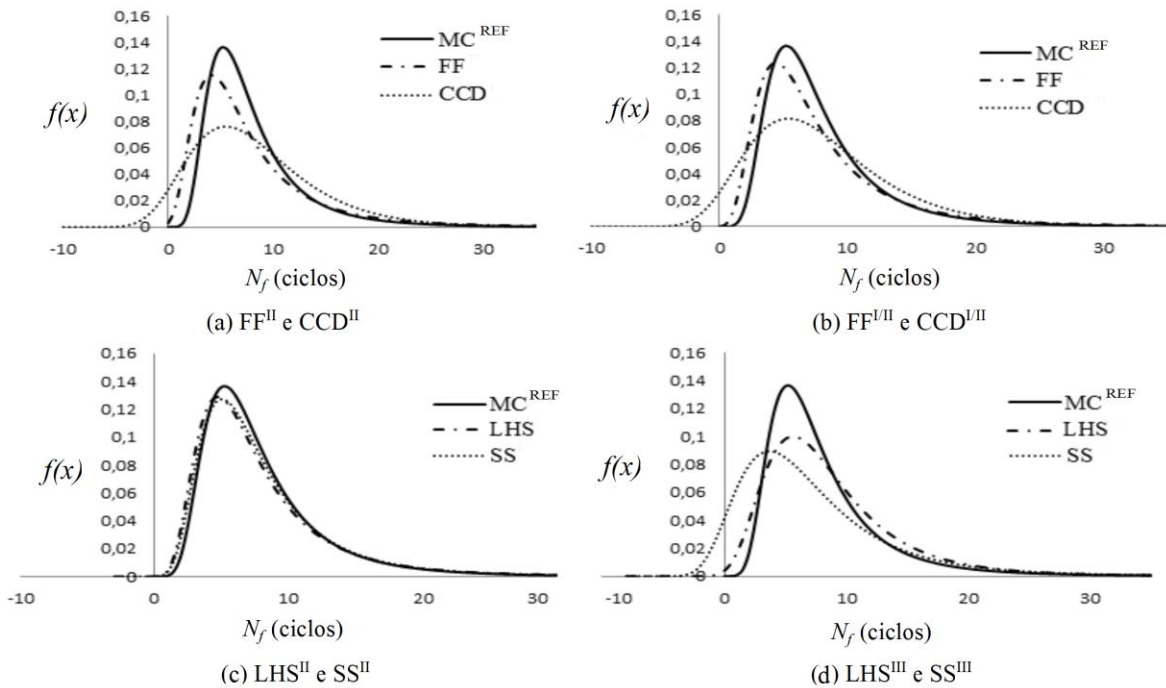 0,16
0,14
0,12
0,1
0,08
0,06
0,04
0,02
0
f(x)
MC REF
FF
CCD
-10 0 10 20 30
Nf (ciclos)
(a) FF^II e CCD^II
0,16
0,14
0,12
0,1
0,08
0,06
0,04
0,02
0
f(x)
MC REF
FF
CCD
-10 0 10 20 30
Nf (ciclos)
(b) FF^I/II e CCD^I/II
0,16
0,14
0,12
0,1
0,08
0,06
0,04
0,02
0
f(x)
MC REF
LHS
SS
-10 0 10 20 30
Nf (ciclos)
(c) LHS^II e SS^II
0,16
0,14
0,12
0,1
0,08
0,06
0,04
0,02
0
f(x)
MC REF
LHS
SS
-10 0 10 20 30
Nf (ciclos)
(d) LHS^III e SS^III